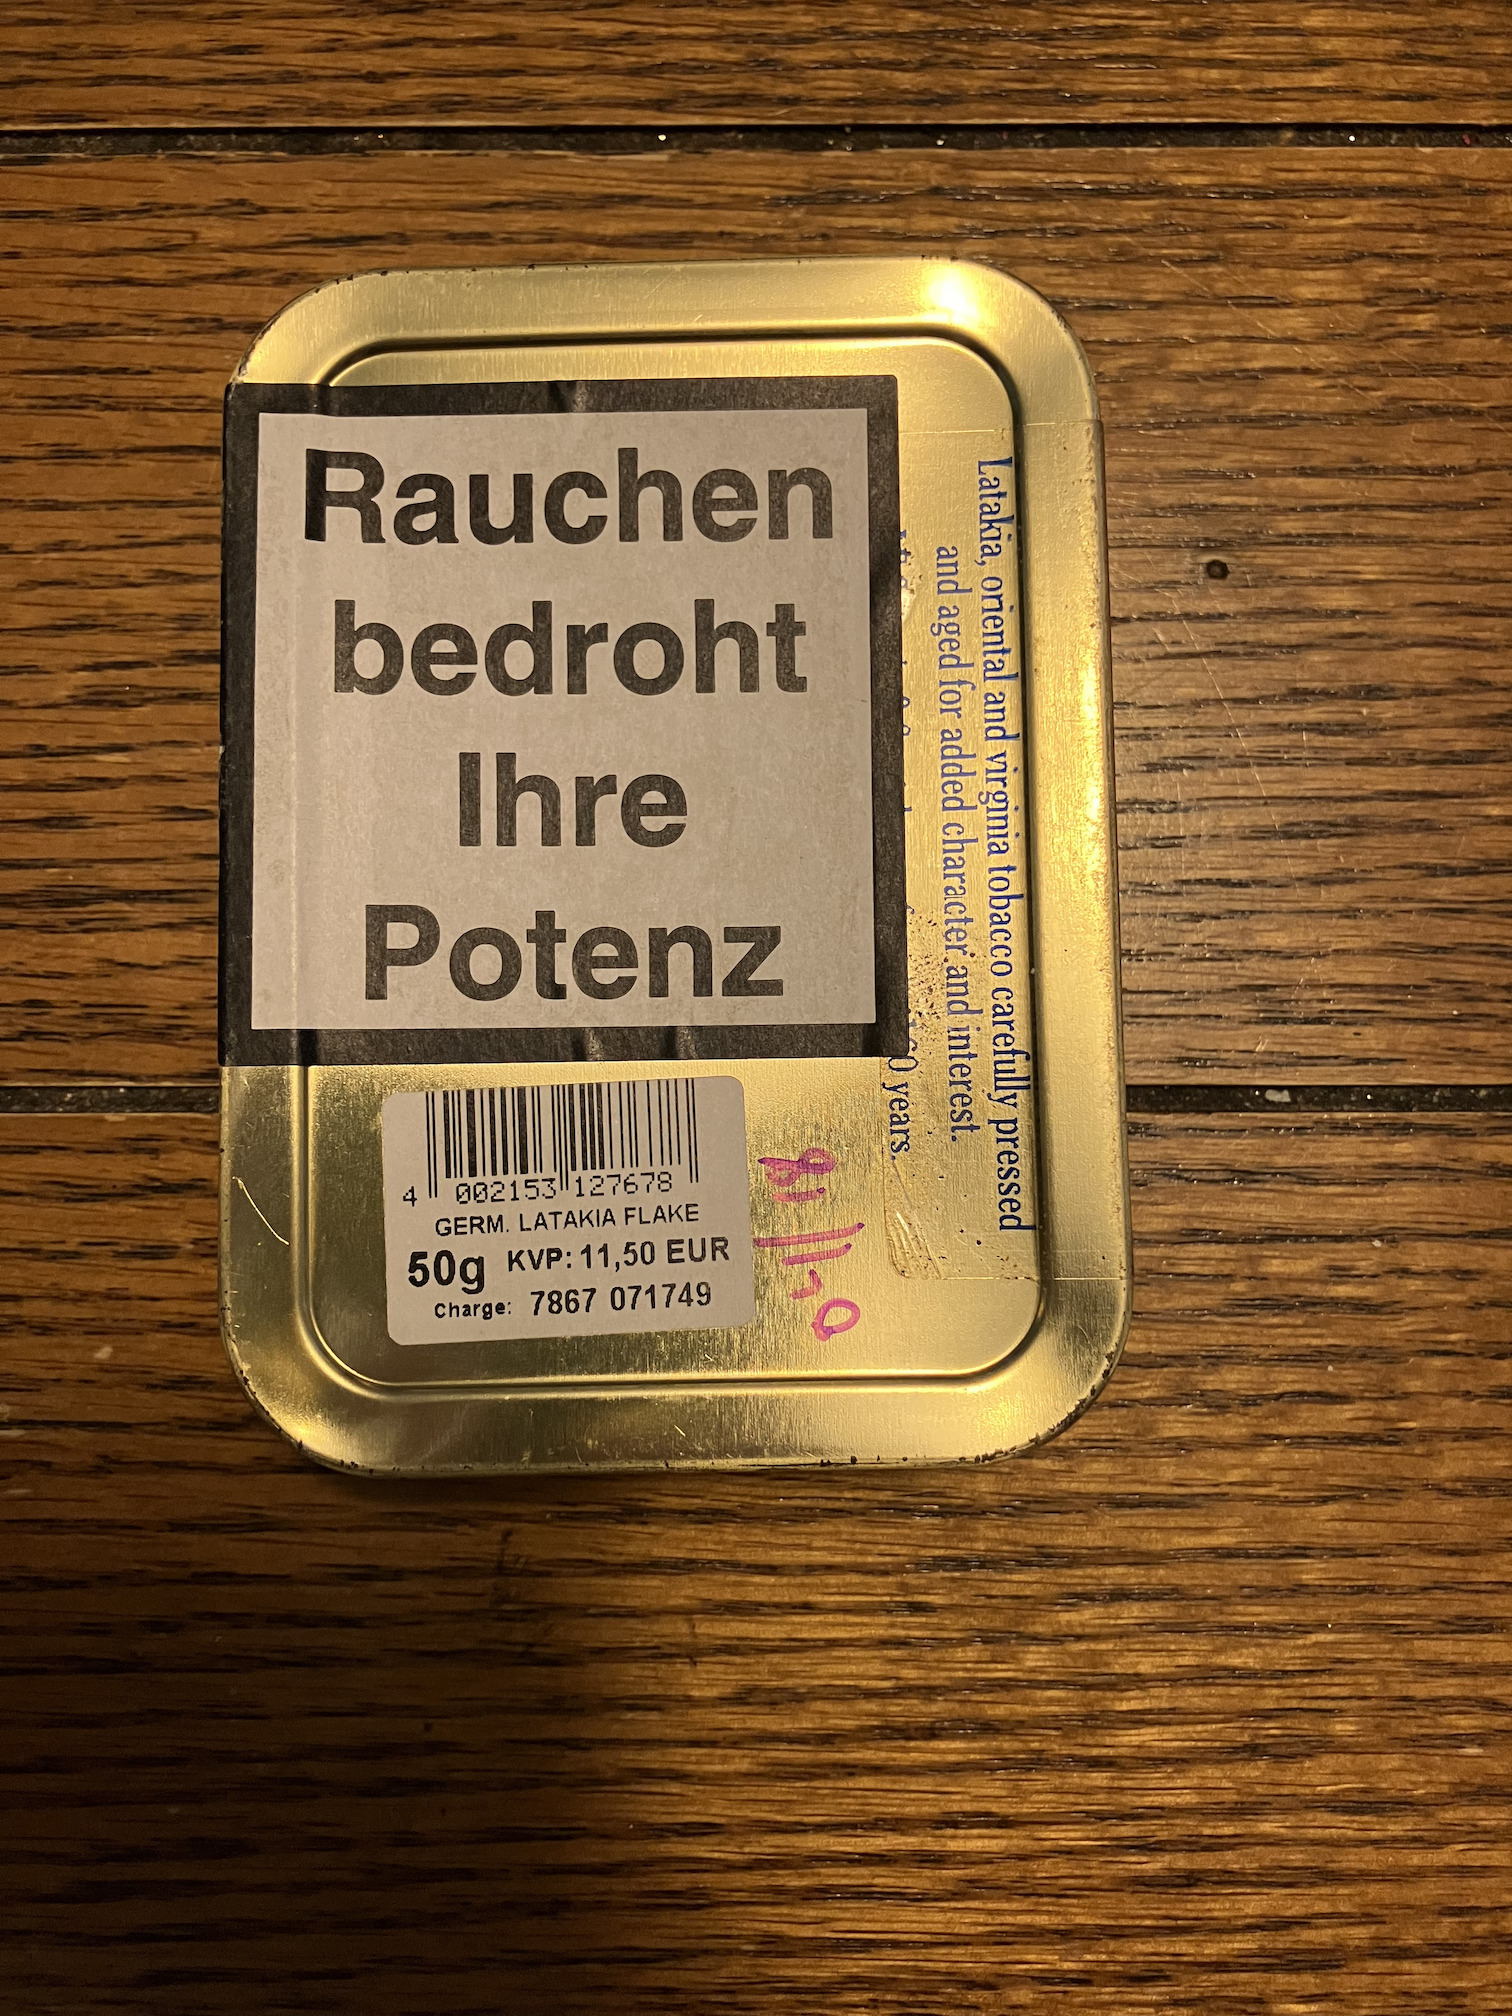 Rauchen
bedroht
Ihre
Potenz
4 002153 127678
GERM. LATAKIA FLAKE
50g KVP: 11,50 EUR
Charge: 7867 071749
Latakia, oriental and virginia tobacco carefully pressed
and aged for added character and interest.
years.